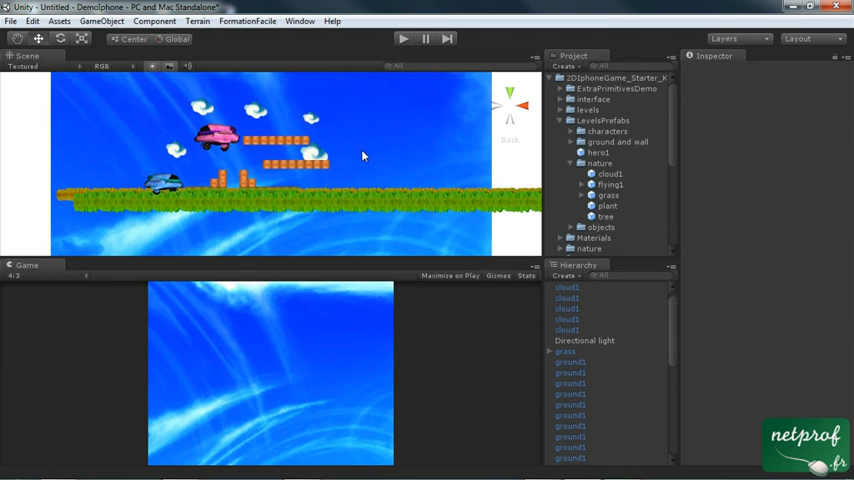 Unity - Untitled - DemoIphone - PC and Mac Standalone*
File Edit Assets GameObject Component Terrain FormationFacile Window Help
Center Global Layers Layout
Scene
Textured RGB All
Back
Game
4:3 Maximize on Play Gizmos Stats
Project
Create All
2DIphoneGame_Starter_K
ExtraPrimitivesDemo
interface
levels
LevelsPrefabs
characters
ground and wall
hero1
nature
cloud1
flying1
grass
plant
tree
objects
Materials
nature
Hierarchy
Create All
cloud1
cloud1
cloud1
cloud1
cloud1
Directional light
grass
ground1
ground1
ground1
ground1
ground1
ground1
ground1
ground1
ground1
ground1
Inspector
netprof
.fr